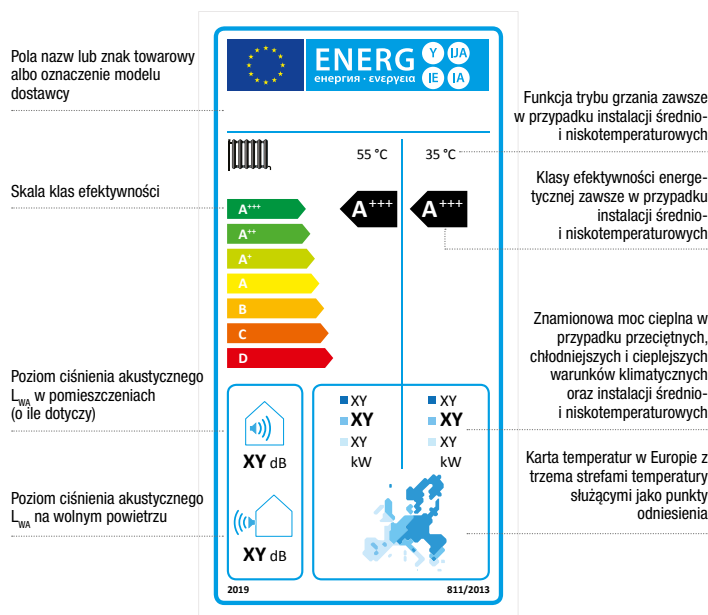 Pola nazw lub znak towarowy
albo oznaczenie modelu
dostawcy
Skala klas efektywności
Poziom ciśnienia akustycznego
LWA w pomieszczeniach
(o ile dotyczy)
Poziom ciśnienia akustycznego
LWA na wolnym powietrzu
ENERG
енергия · ενεργεια
Y
IJA
IE
IA
55 °C
35 °C
A+++
A++
A+
A
B
C
D
A+++
A+++
XY dB
XY dB
XY
XY
XY
kW
XY
XY
XY
kW
2019
811/2013
Funkcja trybu grzania zawsze
w przypadku instalacji średnio-
i niskotemperaturowych
Klasy efektywności energe-
tycznej zawsze w przypadku
instalacji średnio-
i niskotemperaturowych
Znamionowa moc cieplna w
przypadku przeciętnych,
chłodniejszych i cieplejszych
warunków klimatycznych
oraz instalacji średnio-
i niskotemperaturowych
Karta temperatur w Europie z
trzema strefami temperatury
służącymi jako punkty
odniesienia